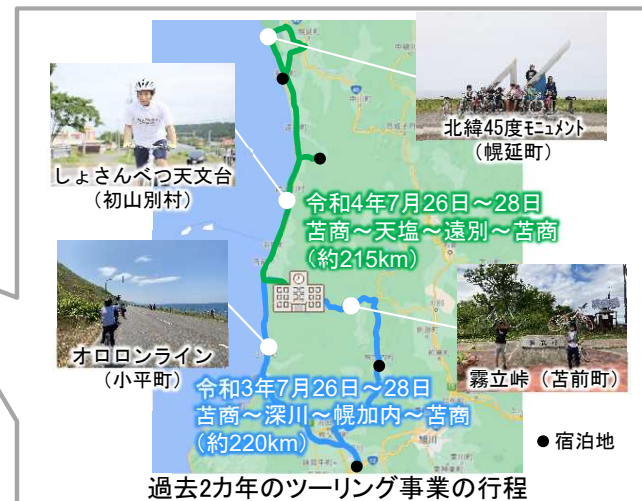 北緯45度モニュメント
(幌延町)
しょさんべつ天文台
(初山別村)
令和4年7月26日～28日
苫商～天塩～遠別～苫商
(約215km)
オロロンライン
(小平町)
霧立峠（苫前町）
令和3年7月26日～28日
苫商～深川～幌加内～苫商
(約220km)
●宿泊地
過去2カ年のツーリング事業の行程